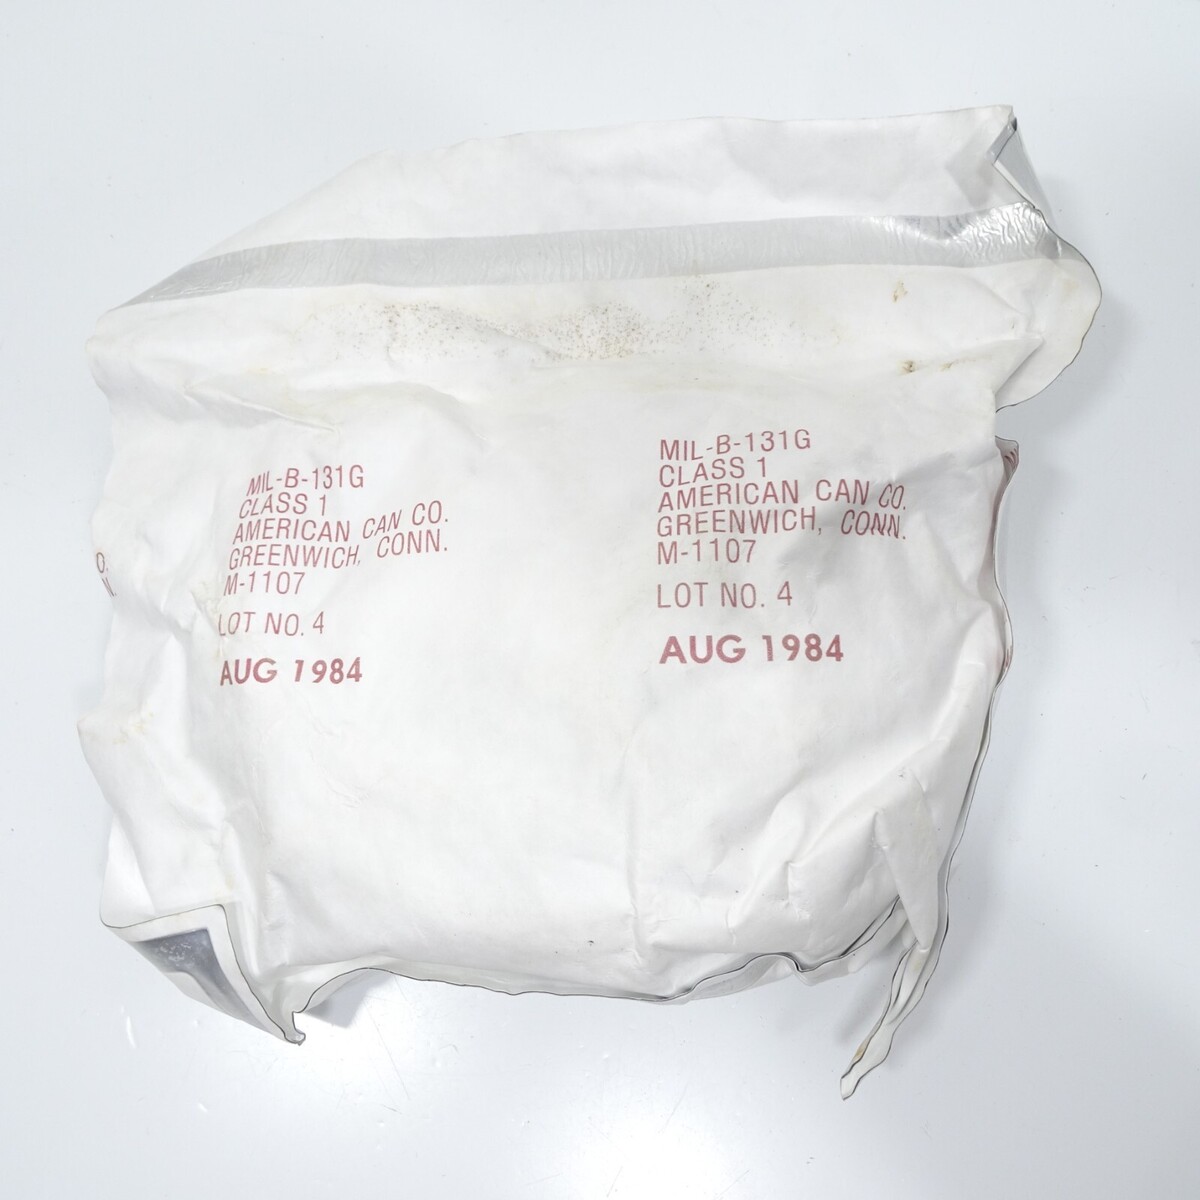 MIL-B-131G
CLASS 1
AMERICAN CAN CO.
GREENWICH, CONN.
M-1107
LOT NO. 4
AUG 1984
MIL-B-131G
CLASS 1
AMERICAN CAN CO.
GREENWICH, CONN.
M-1107
LOT NO. 4
AUG 1984
O.
N.